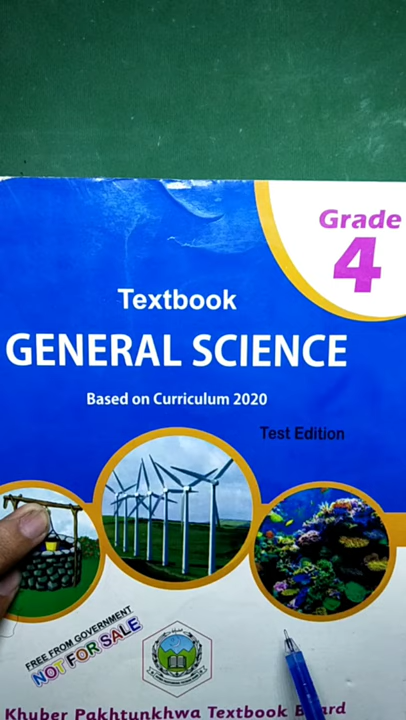 Grade
4
Textbook
GENERAL SCIENCE
Based on Curriculum 2020
Test Edition
FREE FROM GOVERNMENT
NOT FOR SALE
Khyber Pakhtunkhwa Textbook Board